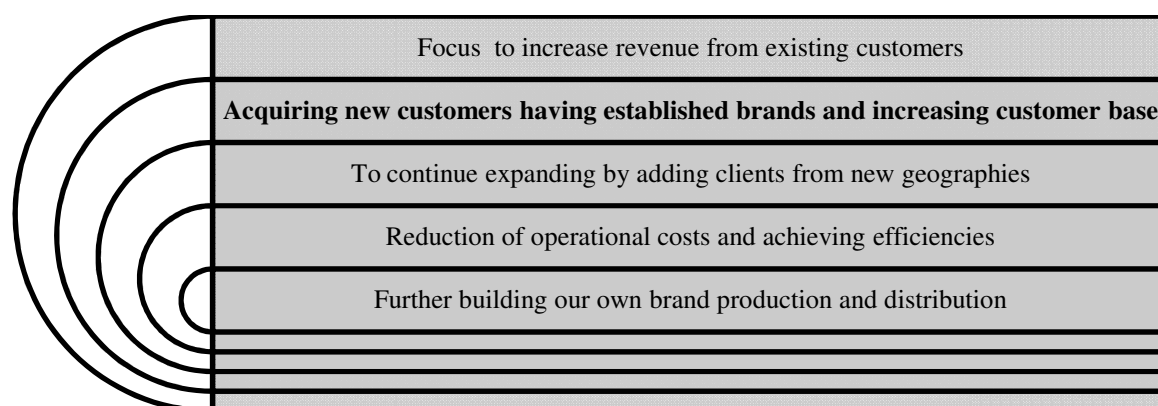 Focus to increase revenue from existing customers
Acquiring new customers having established brands and increasing customer base
To continue expanding by adding clients from new geographies
Reduction of operational costs and achieving efficiencies
Further building our own brand production and distribution